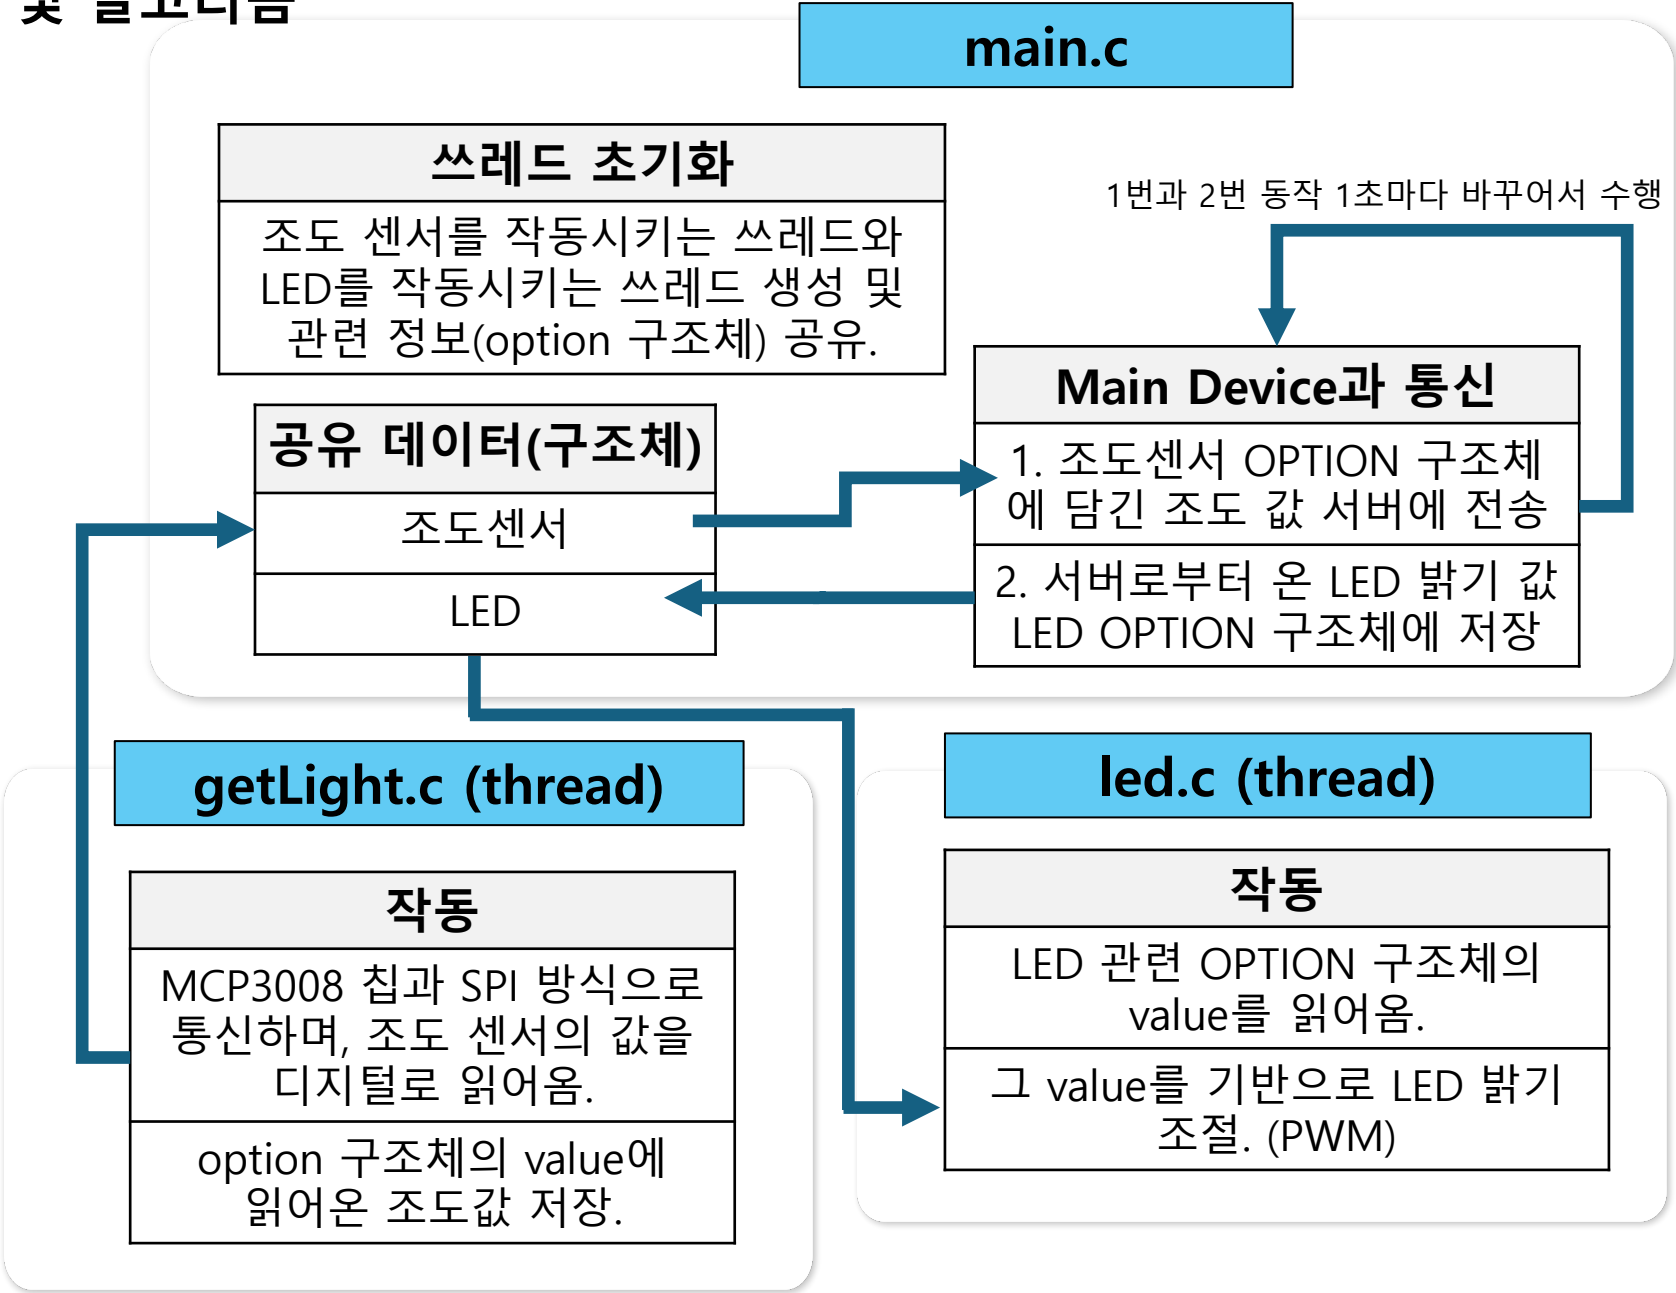 및 알고리즘
main.c
쓰레드 초기화
조도 센서를 작동시키는 쓰레드와
LED를 작동시키는 쓰레드 생성 및
관련 정보(option 구조체) 공유.
1번과 2번 동작 1초마다 바꾸어서 수행
공유 데이터(구조체)
조도센서
LED
Main Device과 통신
1. 조도센서 OPTION 구조체
에 담긴 조도 값 서버에 전송
2. 서버로부터 온 LED 밝기 값
LED OPTION 구조체에 저장
getLight.c (thread)
작동
MCP3008 칩과 SPI 방식으로
통신하며, 조도 센서의 값을
디지털로 읽어옴.
option 구조체의 value에
읽어온 조도값 저장.
led.c (thread)
작동
LED 관련 OPTION 구조체의
value를 읽어옴.
그 value를 기반으로 LED 밝기
조절. (PWM)